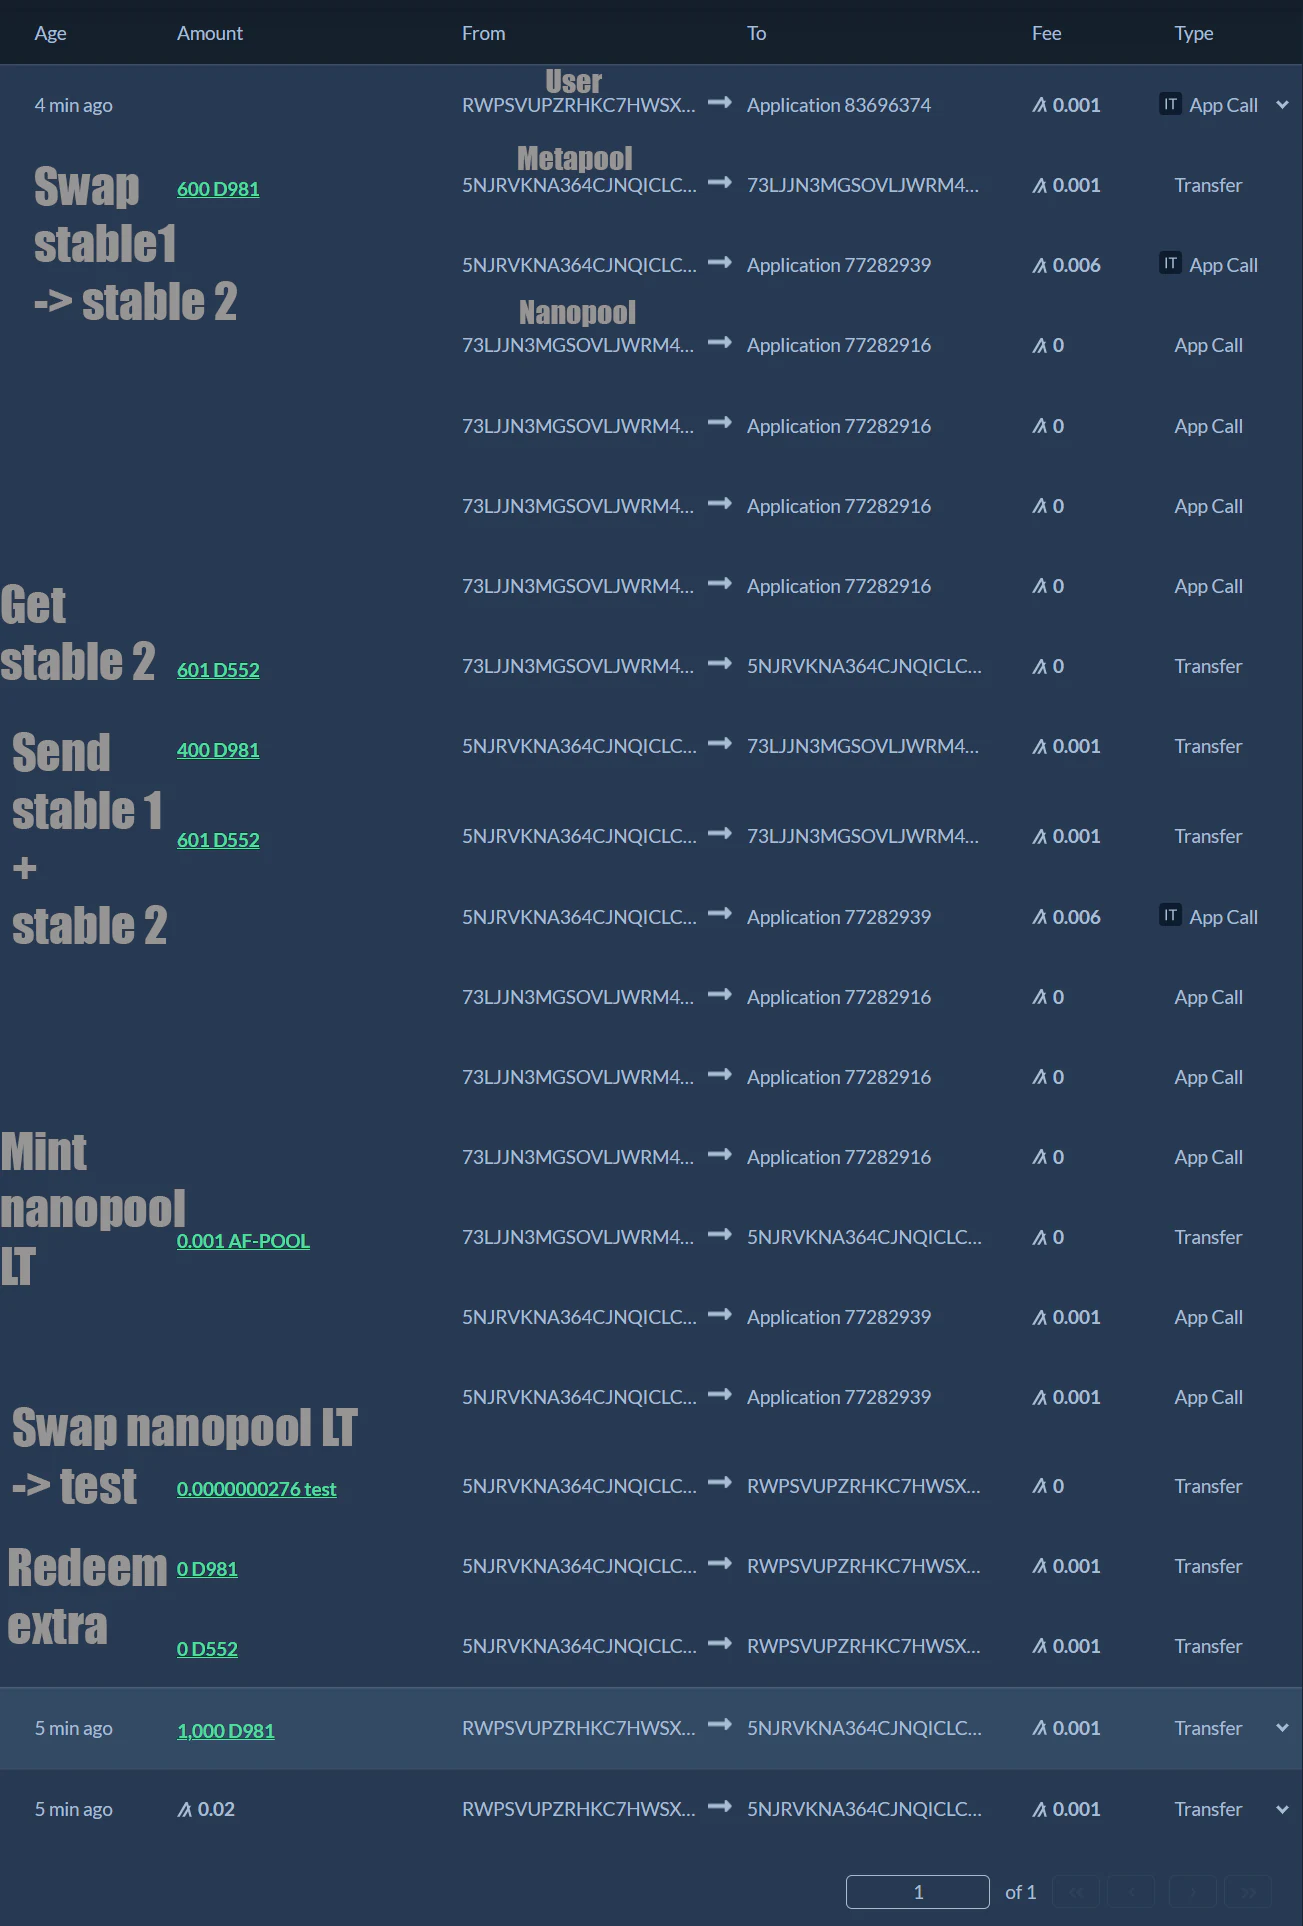 Age Amount From To Fee Type
User
4 min ago RWPSVUPZRHKC7HWSX... Application 83696374 0.001 IT App Call
Metapool
Swap 600 D981 5NJRVKNA364CJNQICLC... 73LJJN3MGSOVLJWRM4... 0.001 Transfer
stable1
5NJRVKNA364CJNQICLC... Application 77282939 0.006 IT App Call
-> stable 2
Nanopool
73LJJN3MGSOVLJWRM4... Application 77282916 0 App Call
73LJJN3MGSOVLJWRM4... Application 77282916 0 App Call
73LJJN3MGSOVLJWRM4... Application 77282916 0 App Call
73LJJN3MGSOVLJWRM4... Application 77282916 0 App Call
Get
stable 2 601 D552 73LJJN3MGSOVLJWRM4... 5NJRVKNA364CJNQICLC... 0 Transfer
Send 400 D981 5NJRVKNA364CJNQICLC... 73LJJN3MGSOVLJWRM4... 0.001 Transfer
stable 1
601 D552 5NJRVKNA364CJNQICLC... 73LJJN3MGSOVLJWRM4... 0.001 Transfer
+
stable 2 5NJRVKNA364CJNQICLC... Application 77282939 0.006 IT App Call
73LJJN3MGSOVLJWRM4... Application 77282916 0 App Call
73LJJN3MGSOVLJWRM4... Application 77282916 0 App Call
Mint 73LJJN3MGSOVLJWRM4... Application 77282916 0 App Call
nanopool
0.001 AF-POOL 73LJJN3MGSOVLJWRM4... 5NJRVKNA364CJNQICLC... 0 Transfer
LT
5NJRVKNA364CJNQICLC... Application 77282939 0.001 App Call
5NJRVKNA364CJNQICLC... Application 77282939 0.001 App Call
Swap nanopool LT
-> test 0.0000000276 test 5NJRVKNA364CJNQICLC... RWPSVUPZRHKC7HWSX... 0 Transfer
Redeem 0 D981 5NJRVKNA364CJNQICLC... RWPSVUPZRHKC7HWSX... 0.001 Transfer
extra 0 D552 5NJRVKNA364CJNQICLC... RWPSVUPZRHKC7HWSX... 0.001 Transfer
5 min ago 1,000 D981 RWPSVUPZRHKC7HWSX... 5NJRVKNA364CJNQICLC... 0.001 Transfer
5 min ago 0.02 RWPSVUPZRHKC7HWSX... 5NJRVKNA364CJNQICLC... 0.001 Transfer
1 of 1